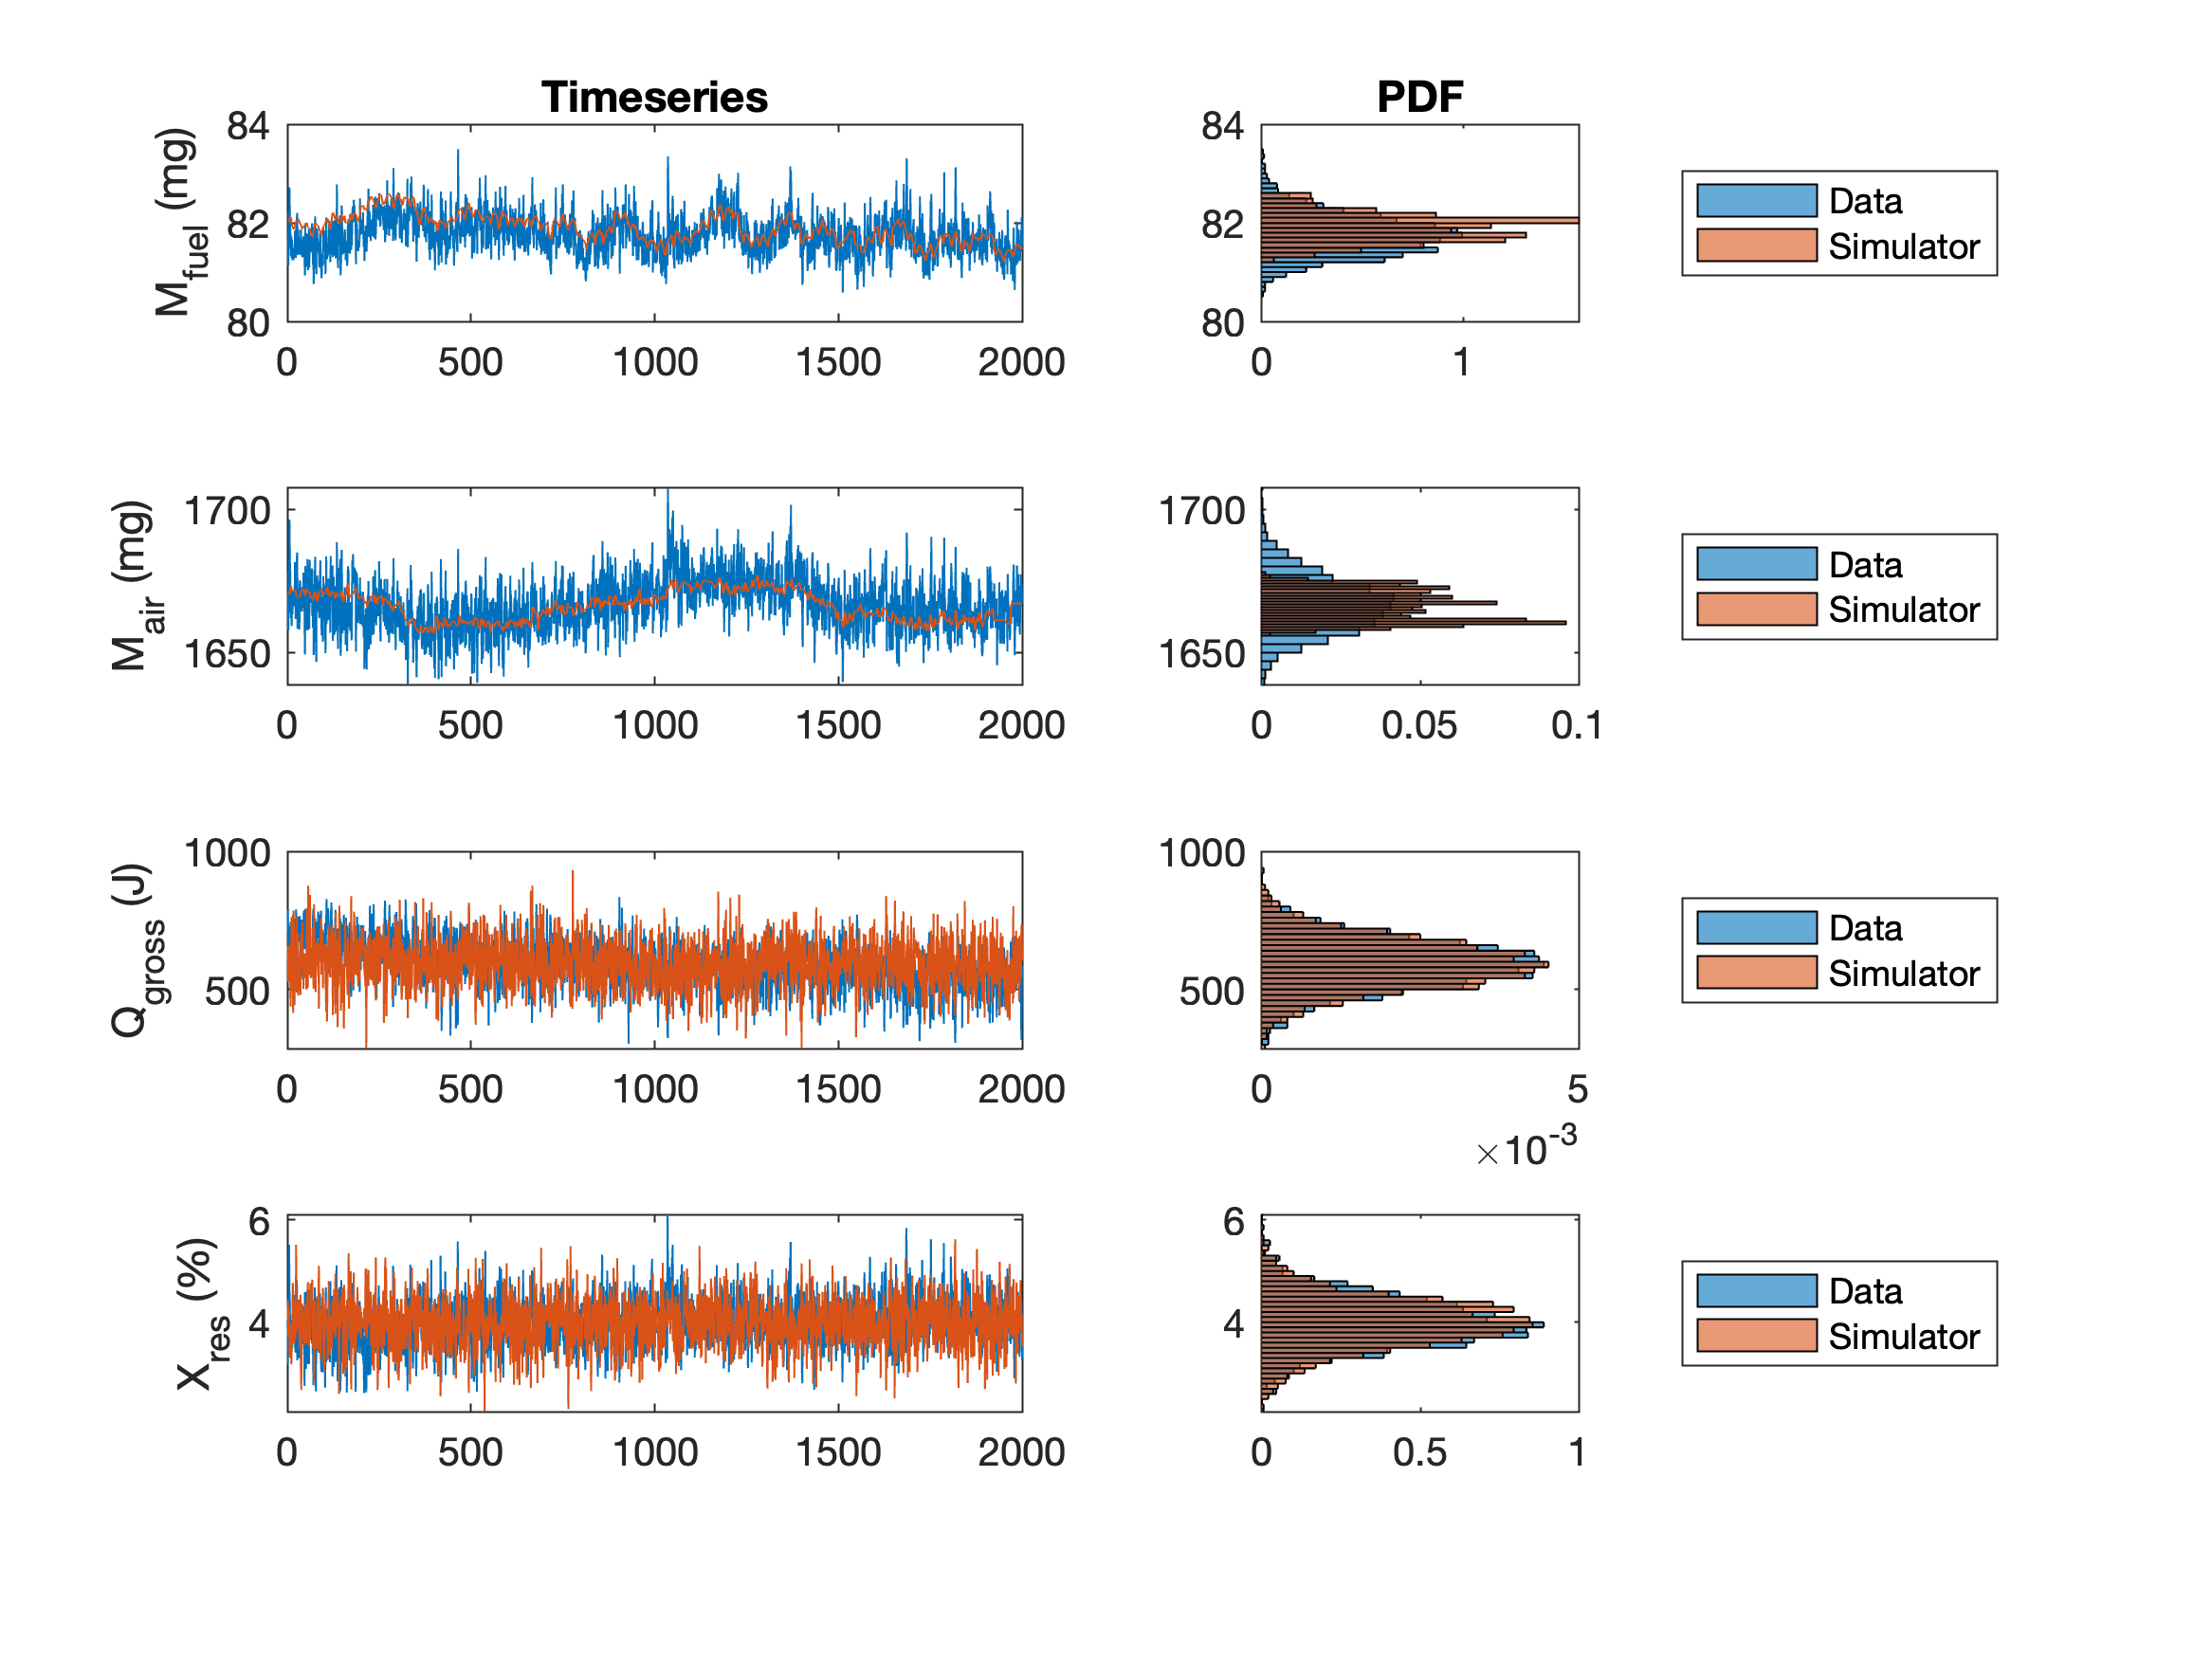 Timeseries
PDF
M_fuel (mg)
84
82
80
0 500 1000 1500 2000
84
82
80
0 1
Data
Simulator
M_air (mg)
1700
1650
0 500 1000 1500 2000
1700
1650
0 0.05 0.1
Data
Simulator
Q_gross (J)
1000
500
0 500 1000 1500 2000
1000
500
0 5
×10^-3
Data
Simulator
X_res (%)
6
4
0 500 1000 1500 2000
6
4
0 0.5 1
Data
Simulator